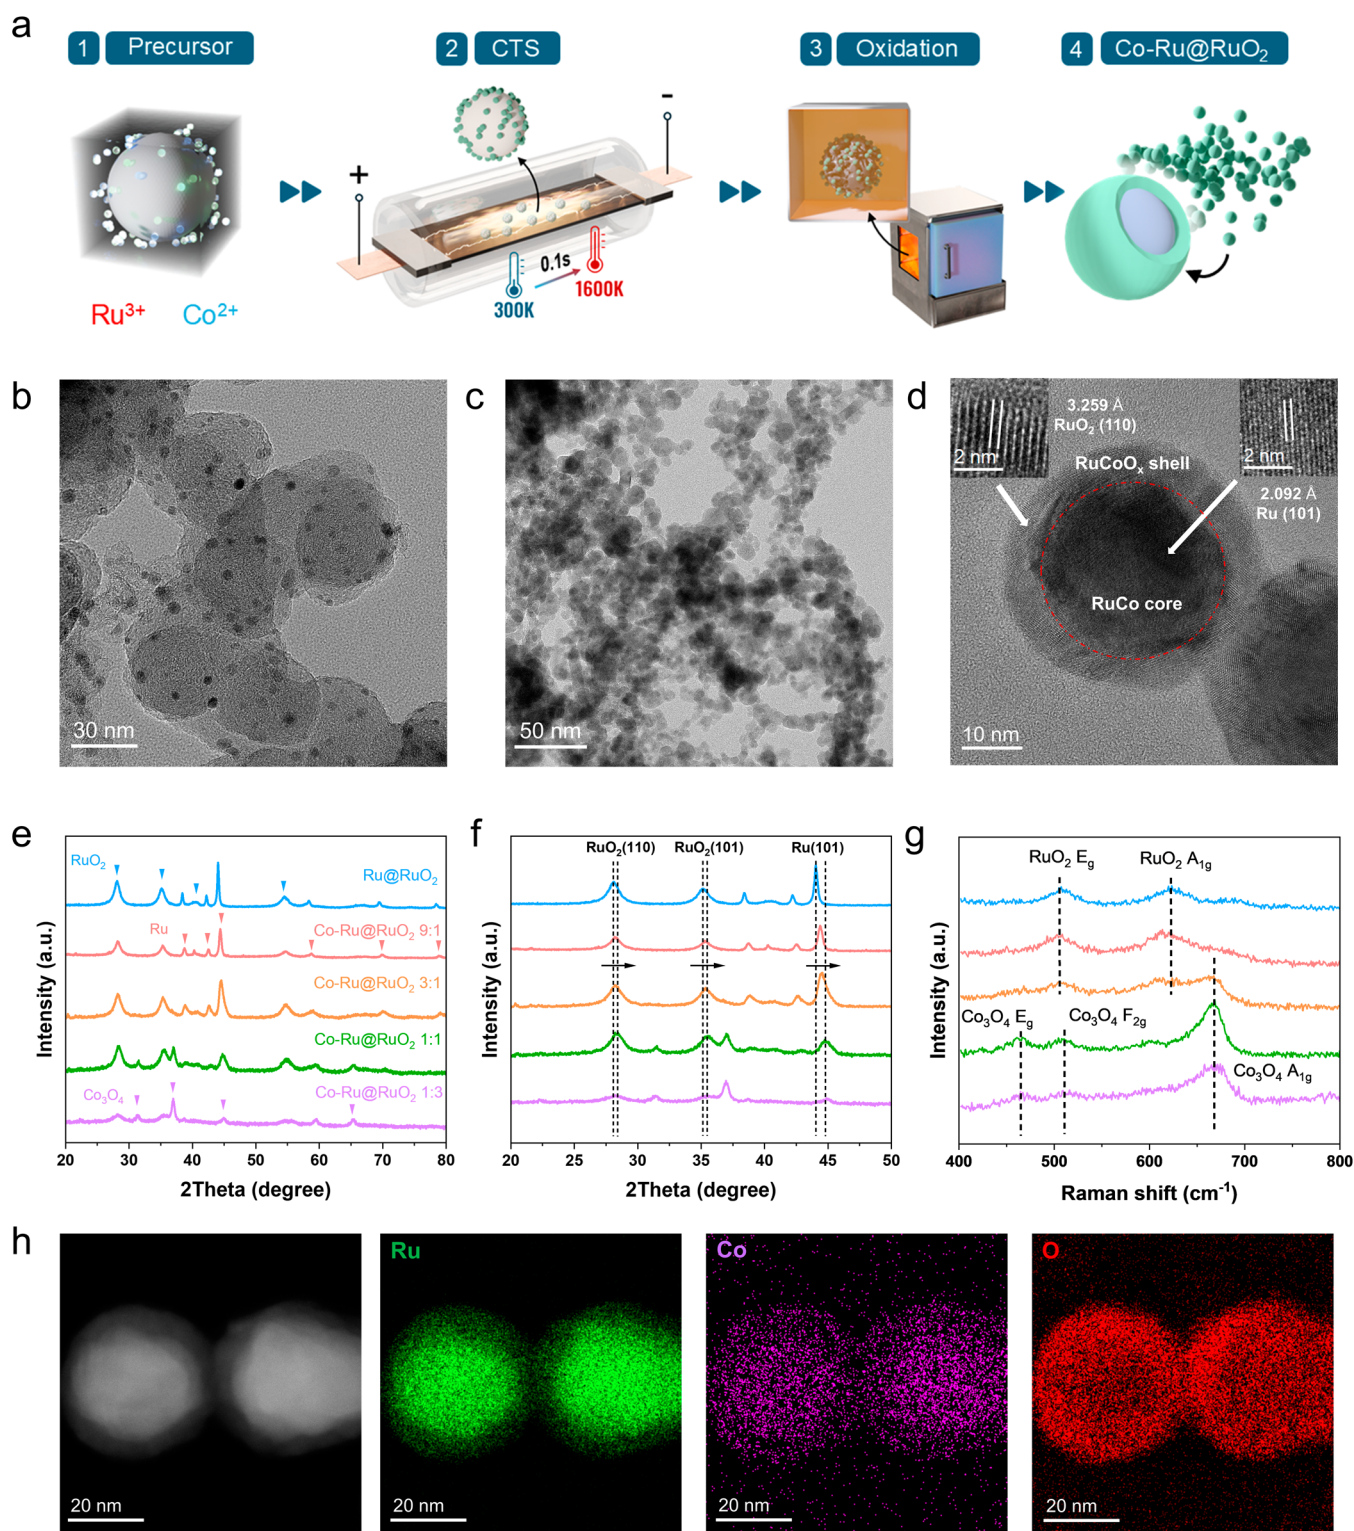 a
1 Precursor
2 CTS
3 Oxidation
4 Co-Ru@RuO₂
+
-
0.1s
300K
1600K
Ru³⁺ Co²⁺
b
30 nm
c
50 nm
d
2 nm
3.259 Å
RuO₂ (110)
RuCoOₓ shell
2 nm
2.092 Å
Ru (101)
RuCo core
10 nm
e
RuO₂
Ru@RuO₂
Ru
Co-Ru@RuO₂ 9:1
Co-Ru@RuO₂ 3:1
Co-Ru@RuO₂ 1:1
Co₃O₄
Co-Ru@RuO₂ 1:3
Intensity (a.u.)
20 30 40 50 60 70 80
2Theta (degree)
f
RuO₂(110) RuO₂(101) Ru(101)
Intensity (a.u.)
20 25 30 35 40 45 50
2Theta (degree)
g
RuO₂ E_g
RuO₂ A₁g
Co₃O₄ E_g
Co₃O₄ F₂g
Co₃O₄ A₁g
Intensity (a.u.)
400 500 600 700 800
Raman shift (cm⁻¹)
h
20 nm
Ru
20 nm
Co
20 nm
O
20 nm